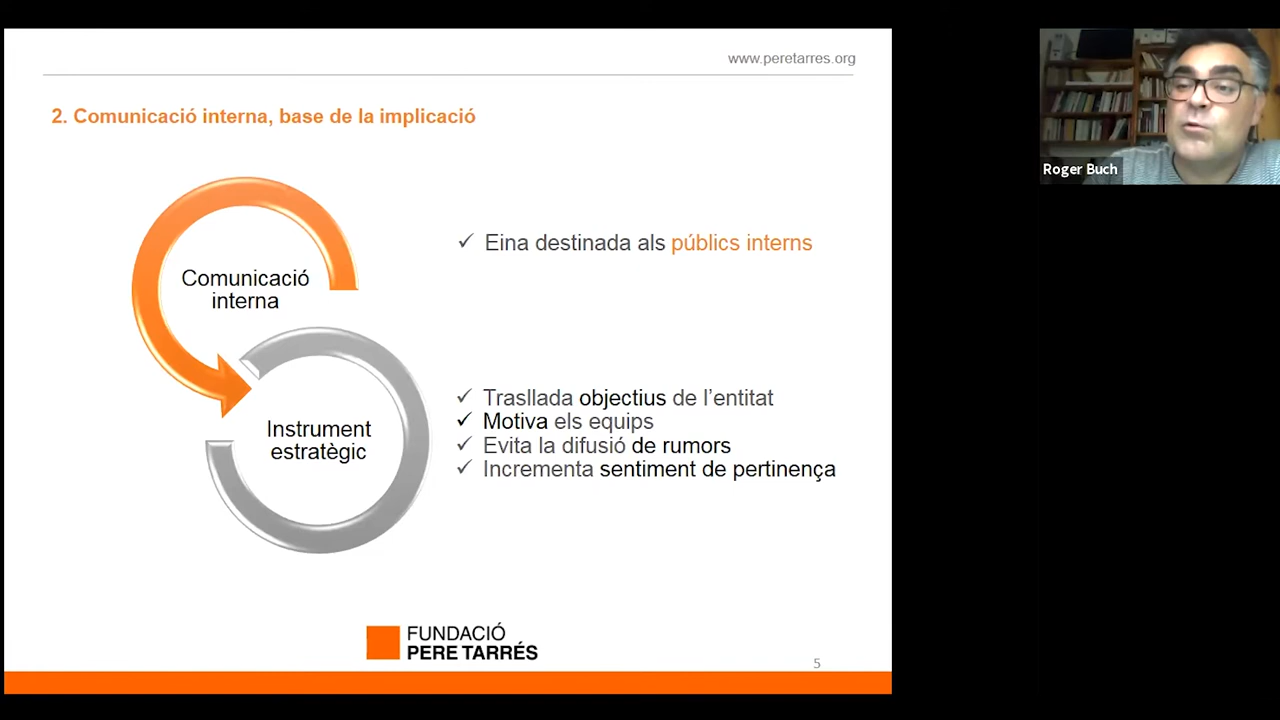 www.peretarres.org
2. Comunicació interna, base de la implicació
Comunicació
interna
✓ Eina destinada als públics interns
Instrument
estratègic
✓ Trasllada objectius de l’entitat
✓ Motiva els equips
✓ Evita la difusió de rumors
✓ Incrementa sentiment de pertinença
FUNDACIÓ
PERE TARRÉS
5
Roger Buch